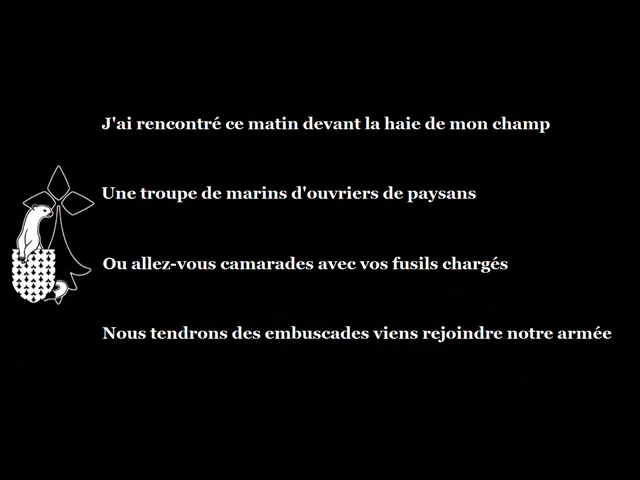 J'ai rencontré ce matin devant la haie de mon champ
Une troupe de marins d'ouvriers de paysans
Ou allez-vous camarades avec vos fusils chargés
Nous tendrons des embuscades viens rejoindre notre armée